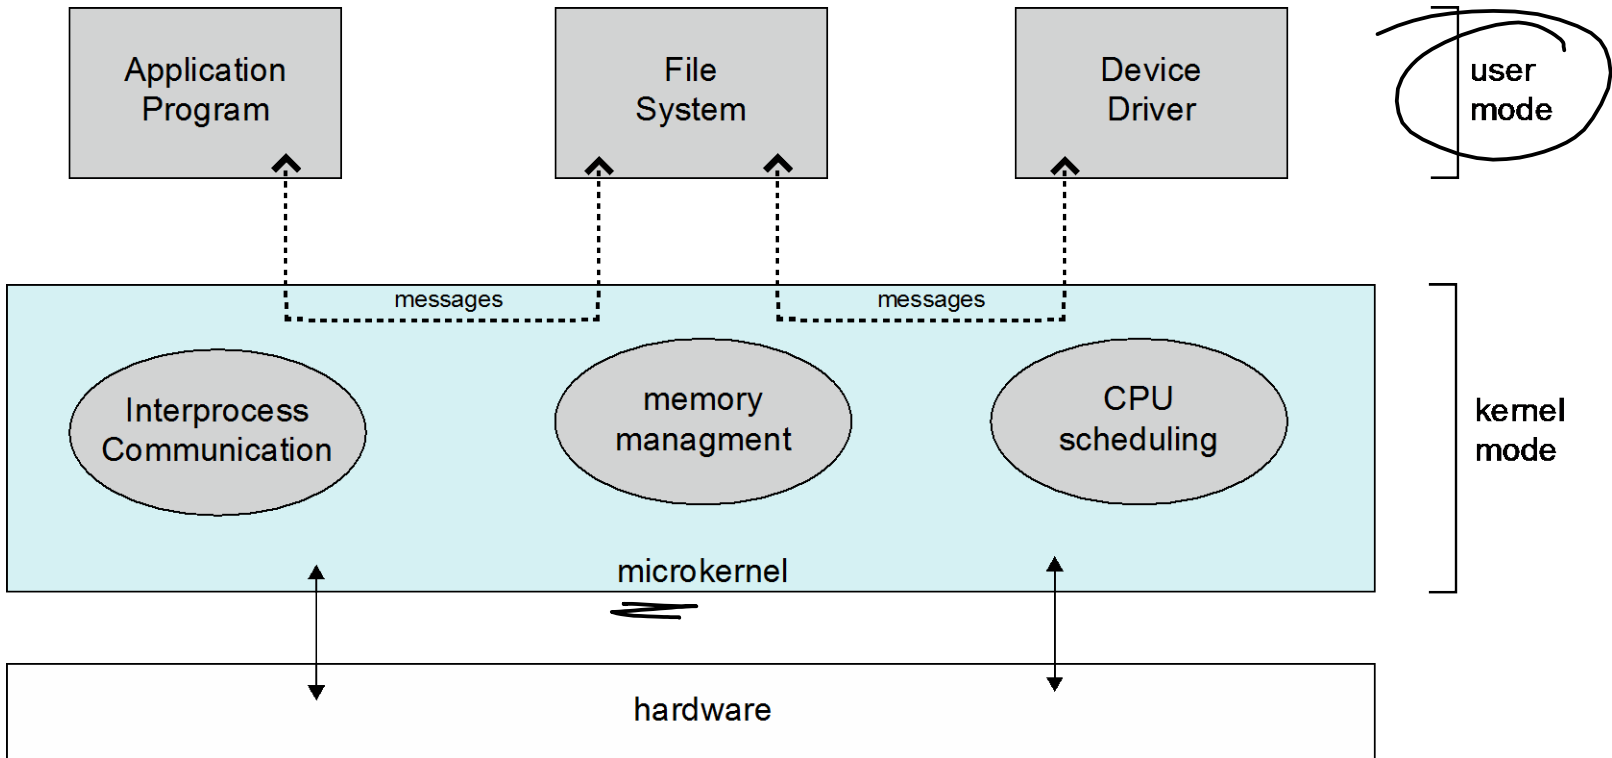 Application
Program
File
System
Device
Driver
user
mode
messages
messages
Interprocess
Communication
memory
managment
CPU
scheduling
kernel
mode
microkernel
hardware